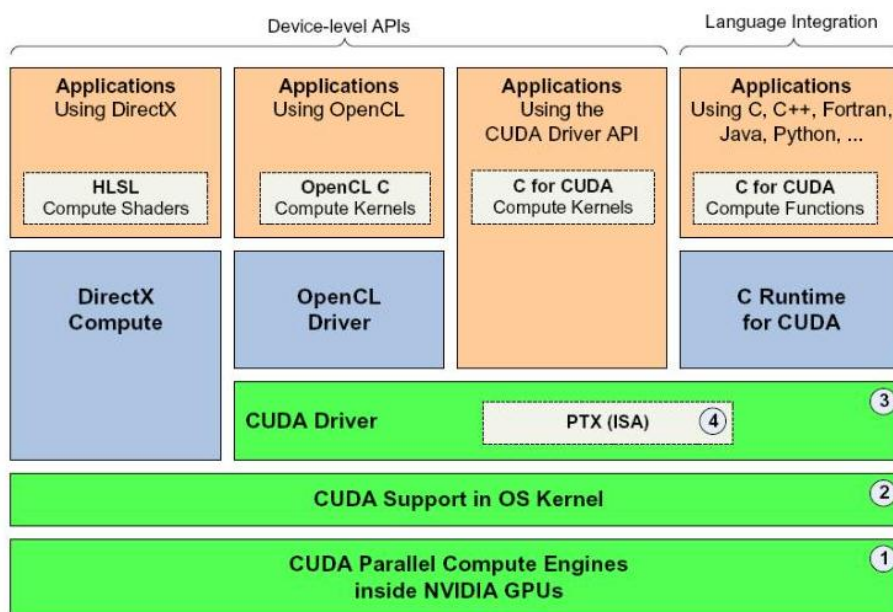 Device-level APIs
Language Integration
Applications
Using DirectX
HLSL
Compute Shaders
Applications
Using OpenCL
OpenCL C
Compute Kernels
Applications
Using the
CUDA Driver API
C for CUDA
Compute Kernels
Applications
Using C, C++, Fortran,
Java, Python, ...
C for CUDA
Compute Functions
DirectX
Compute
OpenCL
Driver
C Runtime
for CUDA
3
CUDA Driver
PTX (ISA)
4
CUDA Support in OS Kernel
2
CUDA Parallel Compute Engines
inside NVIDIA GPUs
1